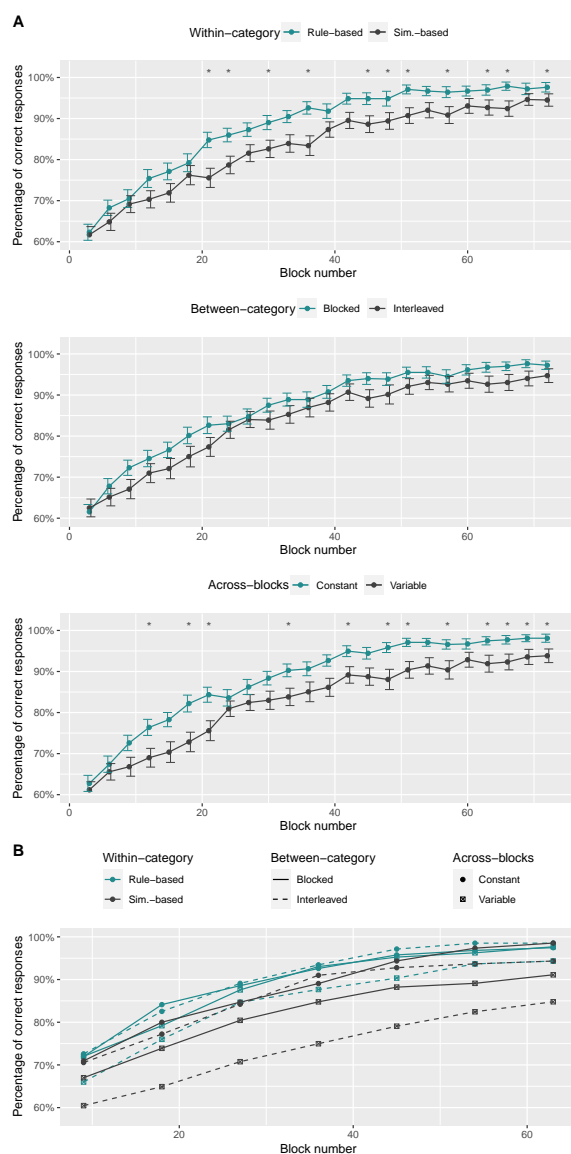 A
Within−category Rule−based Sim.−based
* * * * * * * * * * *
Percentage of correct responses
100%
90%
80%
70%
60%
0 20 40 60
Block number
Between−category Blocked Interleaved
Percentage of correct responses
100%
90%
80%
70%
60%
0 20 40 60
Block number
Across−blocks Constant Variable
* * * * * * * * * * * *
Percentage of correct responses
100%
90%
80%
70%
60%
0 20 40 60
Block number
B
Within−category Between−category Across−blocks
Rule−based Blocked Constant
Sim.−based Interleaved Variable
Percentage of correct responses
100%
90%
80%
70%
60%
20 40 60
Block number